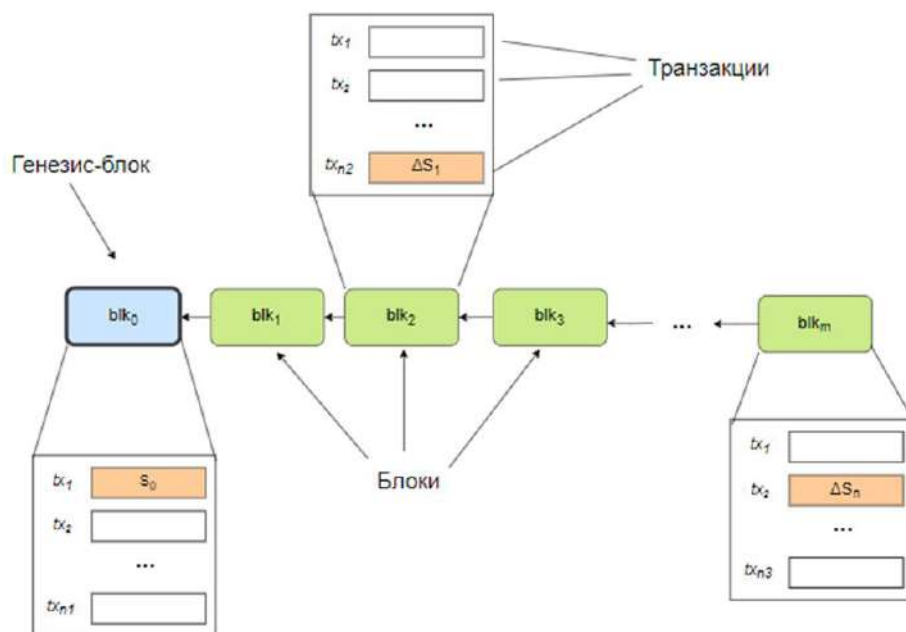 tx₁
tx₂
...
txₙ₂ ΔS₁
Транзакции
Генезис-блок
blk₀ blk₁ blk₂ blk₃ ... blkₘ
Блоки
tx₁ S₀
tx₂
...
txₙ₁
tx₁
tx₂ ΔSₙ
...
txₙ₃